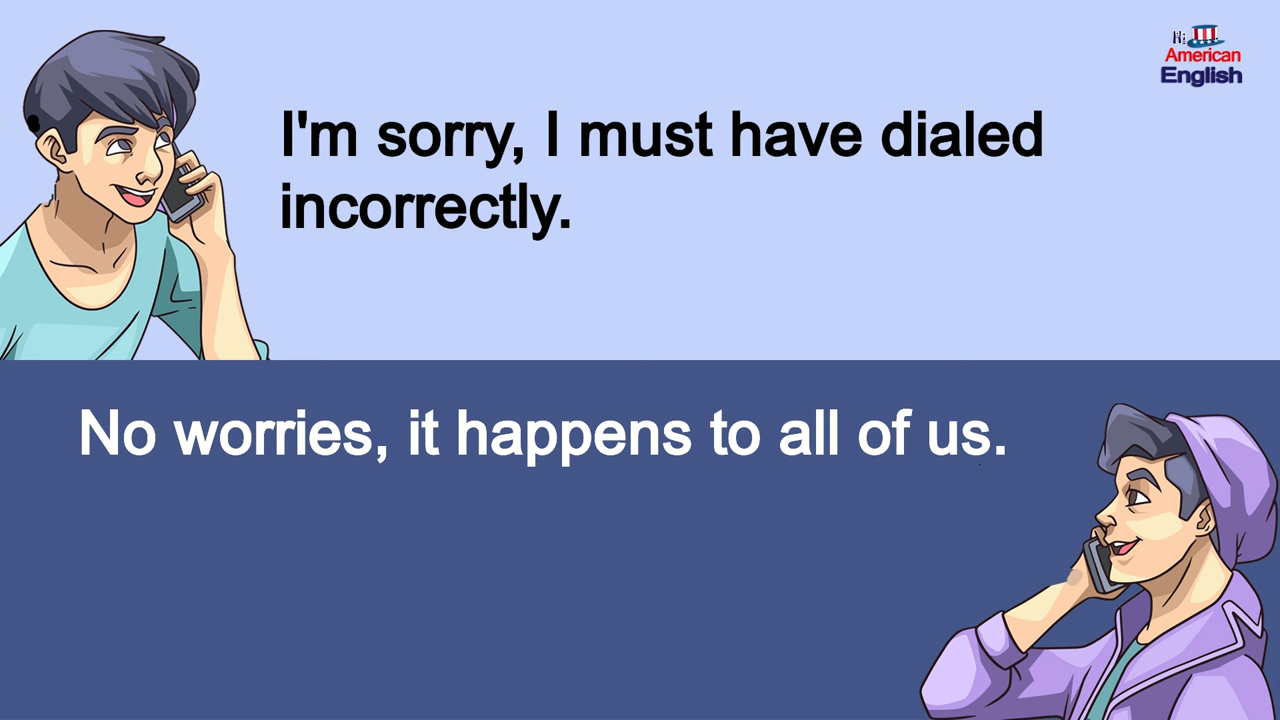 Hi
American
English
I'm sorry, I must have dialed
incorrectly.
No worries, it happens to all of us.